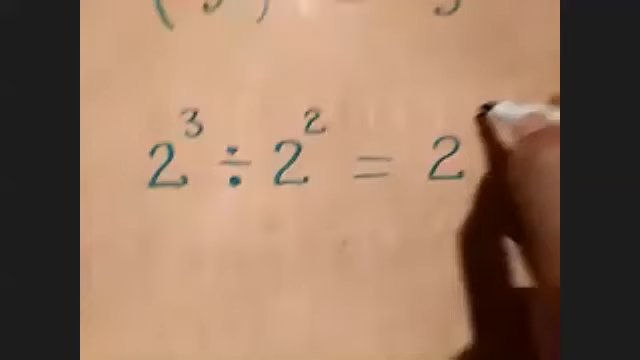 2³ ÷ 2² = 2